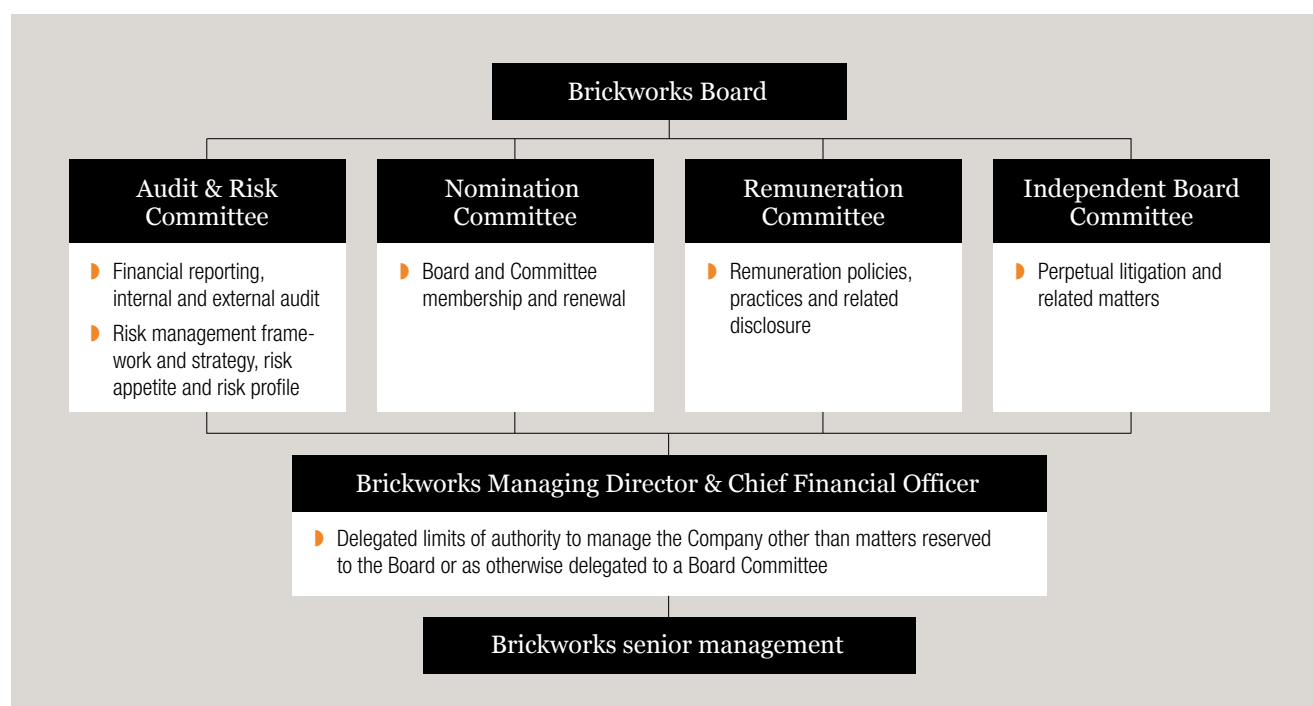 Brickworks Board
Audit & Risk
Committee
Financial reporting,
internal and external audit
Risk management frame-
work and strategy, risk
appetite and risk profile
Nomination
Committee
Board and Committee
membership and renewal
Remuneration
Committee
Remuneration policies,
practices and related
disclosure
Independent Board
Committee
Perpetual litigation and
related matters
Brickworks Managing Director & Chief Financial Officer
Delegated limits of authority to manage the Company other than matters reserved
to the Board or as otherwise delegated to a Board Committee
Brickworks senior management